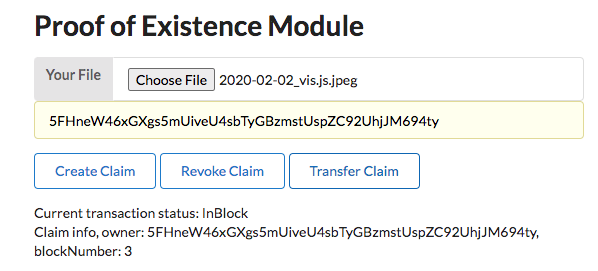 Proof of Existence Module
Your File Choose File 2020-02-02_vis.js.jpeg
5FHneW46xGXgs5mUiveU4sbTyGBzmstUspZC92UhjJM694ty
Create Claim Revoke Claim Transfer Claim
Current transaction status: InBlock
Claim info, owner: 5FHneW46xGXgs5mUiveU4sbTyGBzmstUspZC92UhjJM694ty,
blockNumber: 3